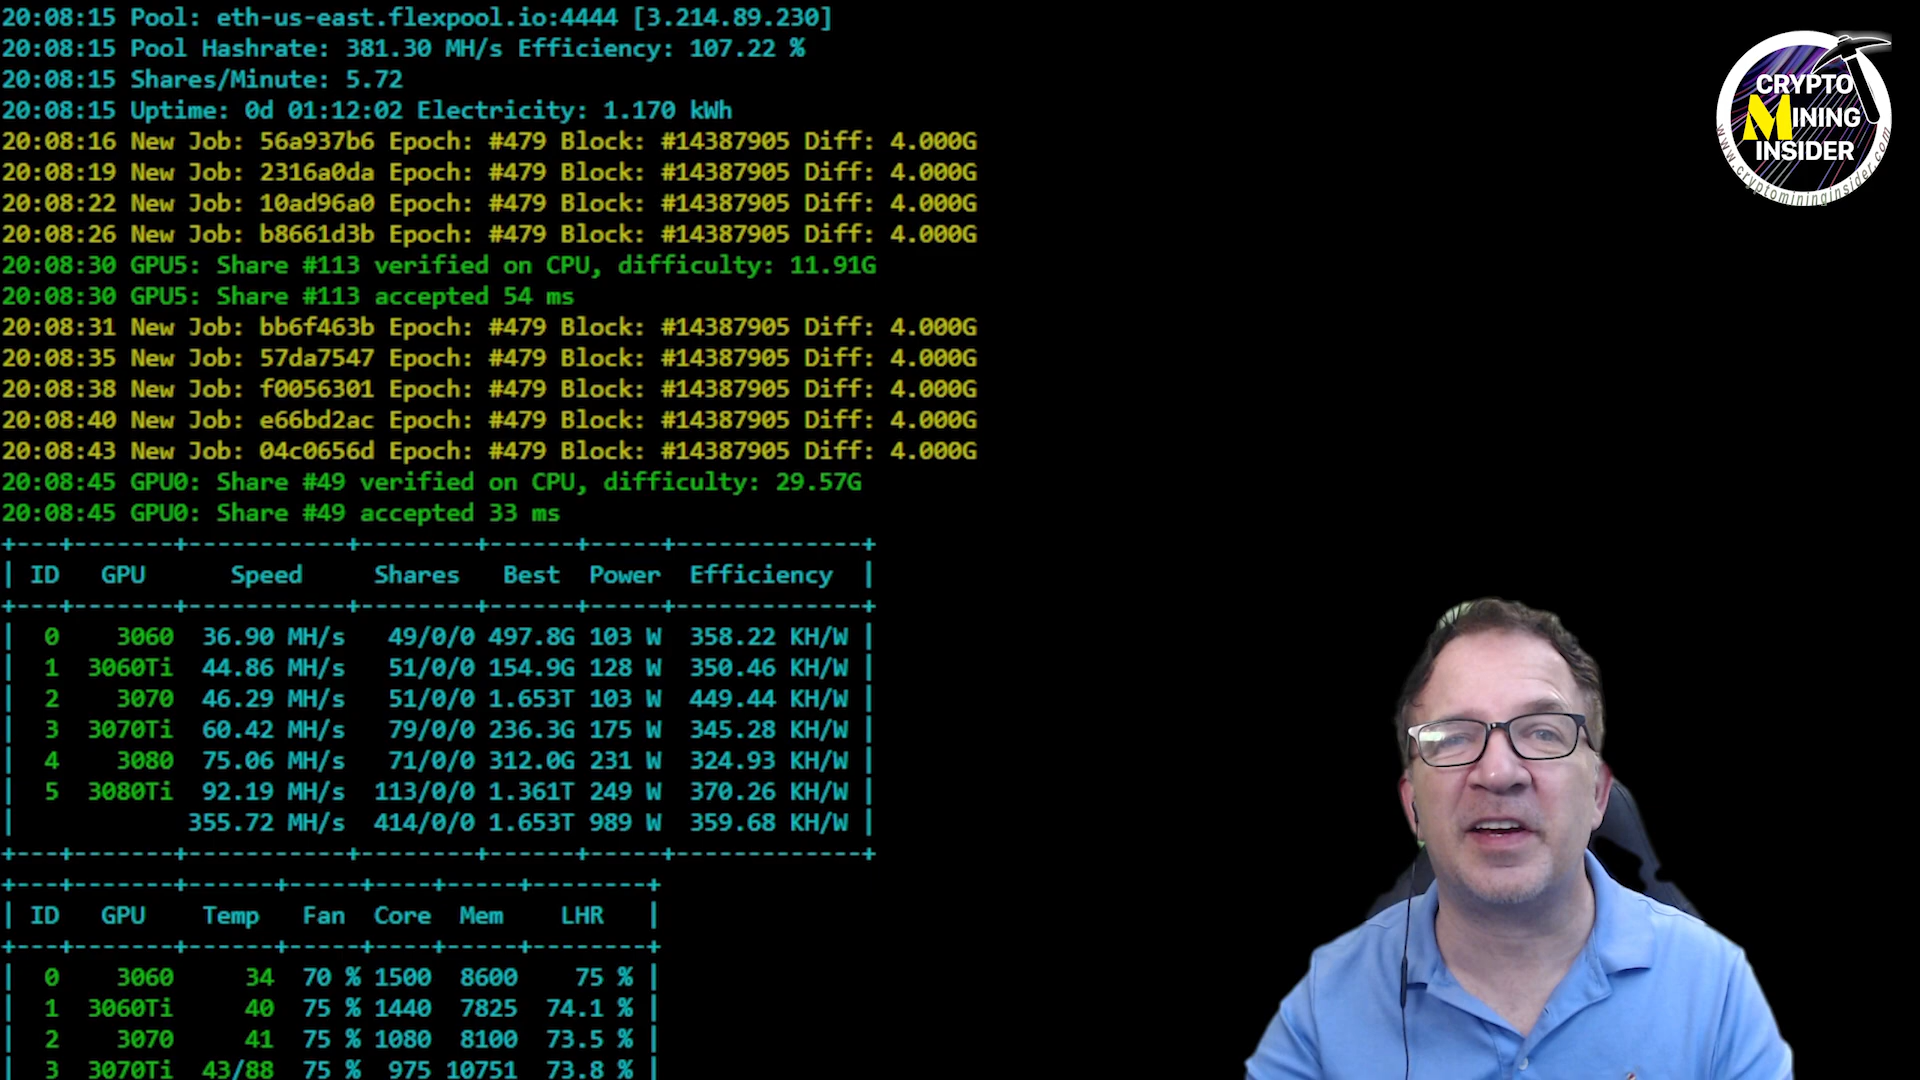 20:08:15 Pool: eth-us-east.flexpool.io:4444 [3.214.89.230]
20:08:15 Pool Hashrate: 381.30 MH/s Efficiency: 107.22 %
20:08:15 Shares/Minute: 5.72
20:08:15 Uptime: 0d 01:12:02 Electricity: 1.170 kWh
20:08:16 New Job: 56a937b6 Epoch: #479 Block: #14387905 Diff: 4.000G
20:08:19 New Job: 2316a0da Epoch: #479 Block: #14387905 Diff: 4.000G
20:08:22 New Job: 10ad96a0 Epoch: #479 Block: #14387905 Diff: 4.000G
20:08:26 New Job: b8661d3b Epoch: #479 Block: #14387905 Diff: 4.000G
20:08:30 GPU5: Share #113 verified on CPU, difficulty: 11.91G
20:08:30 GPU5: Share #113 accepted 54 ms
20:08:31 New Job: bb6f463b Epoch: #479 Block: #14387905 Diff: 4.000G
20:08:35 New Job: 57da7547 Epoch: #479 Block: #14387905 Diff: 4.000G
20:08:38 New Job: f0056301 Epoch: #479 Block: #14387905 Diff: 4.000G
20:08:40 New Job: e66bd2ac Epoch: #479 Block: #14387905 Diff: 4.000G
20:08:43 New Job: 04c0656d Epoch: #479 Block: #14387905 Diff: 4.000G
20:08:45 GPU0: Share #49 verified on CPU, difficulty: 29.57G
20:08:45 GPU0: Share #49 accepted 33 ms
+---+-------+-----------+--------+------+-----+-------------+
| ID GPU Speed Shares Best Power Efficiency |
+---+-------+-----------+--------+------+-----+-------------+
| 0 3060 36.90 MH/s 49/0/0 497.8G 103 W 358.22 KH/W |
| 1 3060Ti 44.86 MH/s 51/0/0 154.9G 128 W 350.46 KH/W |
| 2 3070 46.29 MH/s 51/0/0 1.653T 103 W 449.44 KH/W |
| 3 3070Ti 60.42 MH/s 79/0/0 236.3G 175 W 345.28 KH/W |
| 4 3080 75.06 MH/s 71/0/0 312.0G 231 W 324.93 KH/W |
| 5 3080Ti 92.19 MH/s 113/0/0 1.361T 249 W 370.26 KH/W |
| 355.72 MH/s 414/0/0 1.653T 989 W 359.68 KH/W |
+---+-------+-----------+--------+------+-----+-------------+
+---+-------+------+-----+----+-----+--------+
| ID GPU Temp Fan Core Mem LHR |
+---+-------+------+-----+----+-----+--------+
| 0 3060 34 70 % 1500 8600 75 % |
| 1 3060Ti 40 75 % 1440 7825 74.1 % |
| 2 3070 41 75 % 1080 8100 73.5 % |
| 3 3070Ti 43/88 75 % 975 10751 73.8 % |
CRYPTO
MINING
INSIDER
www.cryptomininginsider.com